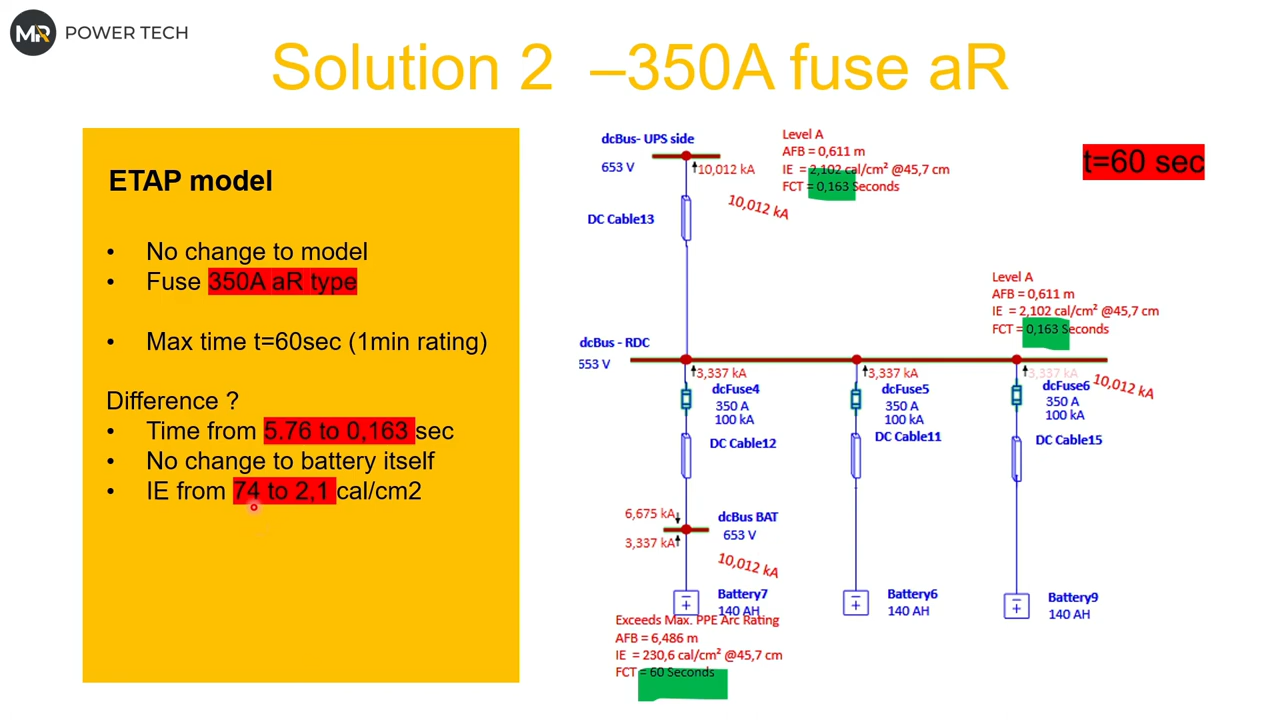 MR POWER TECH
Solution 2 –350A fuse aR
ETAP model
• No change to model
• Fuse 350A aR type
• Max time t=60sec (1min rating)
Difference ?
• Time from 5.76 to 0,163 sec
• No change to battery itself
• IE from 74 to 2,1 cal/cm2
t=60 sec
dcBus- UPS side
653 V
10,012 kA
10,012 kA
Level A
AFB = 0,611 m
IE = 2,102 cal/cm² @45,7 cm
FCT = 0,163 Seconds
DC Cable13
Level A
AFB = 0,611 m
IE = 2,102 cal/cm² @45,7 cm
FCT = 0,163 Seconds
dcBus - RDC
653 V
3,337 kA
3,337 kA
3,337 kA
10,012 kA
dcFuse4
350 A
100 kA
dcFuse5
350 A
100 kA
dcFuse6
350 A
100 kA
DC Cable12
DC Cable11
DC Cable15
6,675 kA
3,337 kA
dcBus BAT
653 V
10,012 kA
Battery7
140 AH
Battery6
140 AH
Battery9
140 AH
Exceeds Max. PPE Arc Rating
AFB = 6,486 m
IE = 230,6 cal/cm² @45,7 cm
FCT = 60 Seconds